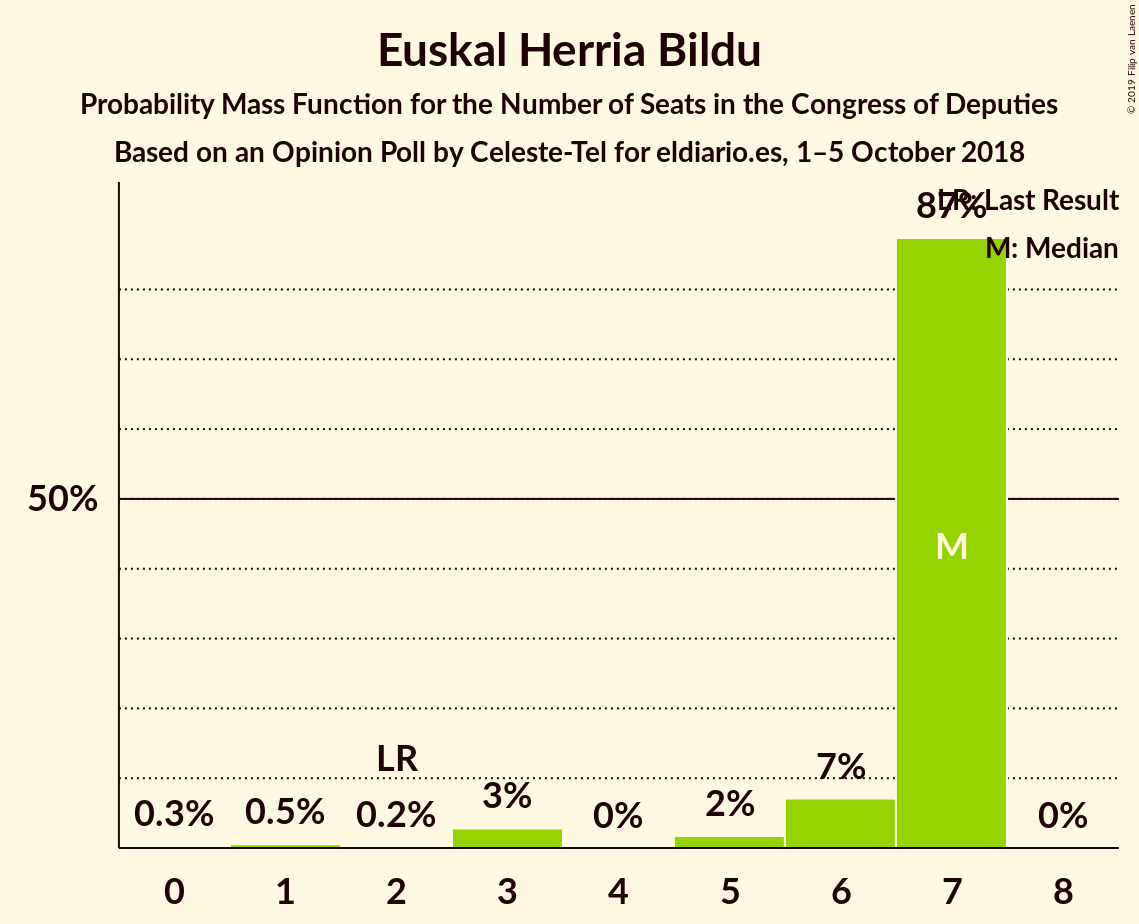 Euskal Herria Bildu
Probability Mass Function for the Number of Seats in the Congress of Deputies
Based on an Opinion Poll by Celeste-Tel for eldiario.es, 1–5 October 2018
© 2019 Filip van Laenen
LR: Last Result
M: Median
87%
50%
M
LR
0.3%
0.5%
0.2%
3%
0%
2%
7%
0%
0 1 2 3 4 5 6 7 8